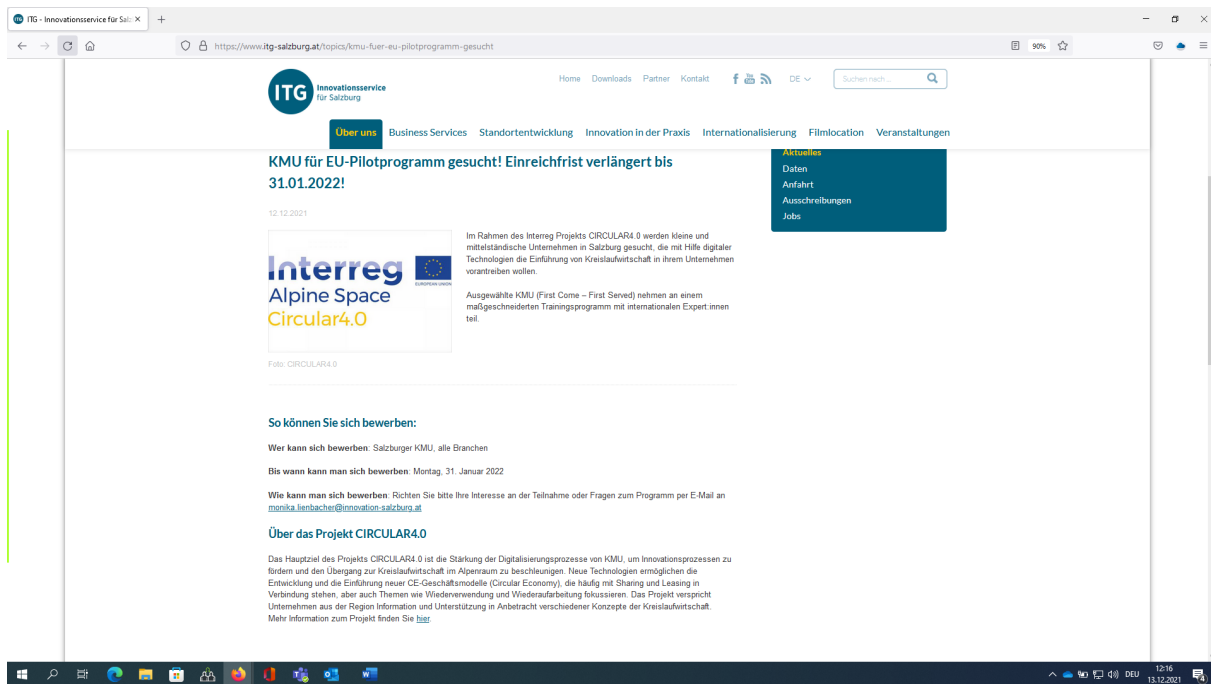 ITG - Innovationsservice für Salz
https://www.itg-salzburg.at/topics/kmu-fuer-eu-pilotprogramm-gesucht
90%
ITG Innovationsservice
für Salzburg
Home Downloads Partner Kontakt DE
Suchen nach ...
Über uns Business Services Standortentwicklung Innovation in der Praxis Internationalisierung Filmlocation Veranstaltungen
KMU für EU-Pilotprogramm gesucht! Einreichfrist verlängert bis
31.01.2022!
12.12.2021
Aktuelles
Daten
Anfahrt
Ausschreibungen
Jobs
Interreg
EUROPEAN UNION
Alpine Space
Circular4.0
Foto: CIRCULAR4.0
Im Rahmen des Interreg Projekts CIRCULAR4.0 werden kleine und
mittelständische Unternehmen in Salzburg gesucht, die mit Hilfe digitaler
Technologien die Einführung von Kreislaufwirtschaft in ihrem Unternehmen
vorantreiben wollen.
Ausgewählte KMU (First Come – First Served) nehmen an einem
maßgeschneiderten Trainingsprogramm mit internationalen Expert:innen
teil.
So können Sie sich bewerben:
Wer kann sich bewerben: Salzburger KMU, alle Branchen
Bis wann kann man sich bewerben: Montag, 31. Januar 2022
Wie kann man sich bewerben: Richten Sie bitte Ihre Interesse an der Teilnahme oder Fragen zum Programm per E-Mail an
monika.lienbacher@innovation-salzburg.at
Über das Projekt CIRCULAR4.0
Das Hauptziel des Projekts CIRCULAR4.0 ist die Stärkung der Digitalisierungsprozesse von KMU, um Innovationsprozessen zu
fördern und den Übergang zur Kreislaufwirtschaft im Alpenraum zu beschleunigen. Neue Technologien ermöglichen die
Entwicklung und die Einführung neuer CE-Geschäftsmodelle (Circular Economy), die häufig mit Sharing und Leasing in
Verbindung stehen, aber auch Themen wie Wiederverwendung und Wiederaufarbeitung fokussieren. Das Projekt verspricht
Unternehmen aus der Region Information und Unterstützung in Anbetracht verschiedener Konzepte der Kreislaufwirtschaft.
Mehr Information zum Projekt finden Sie hier.
DEU
12:16
13.12.2021